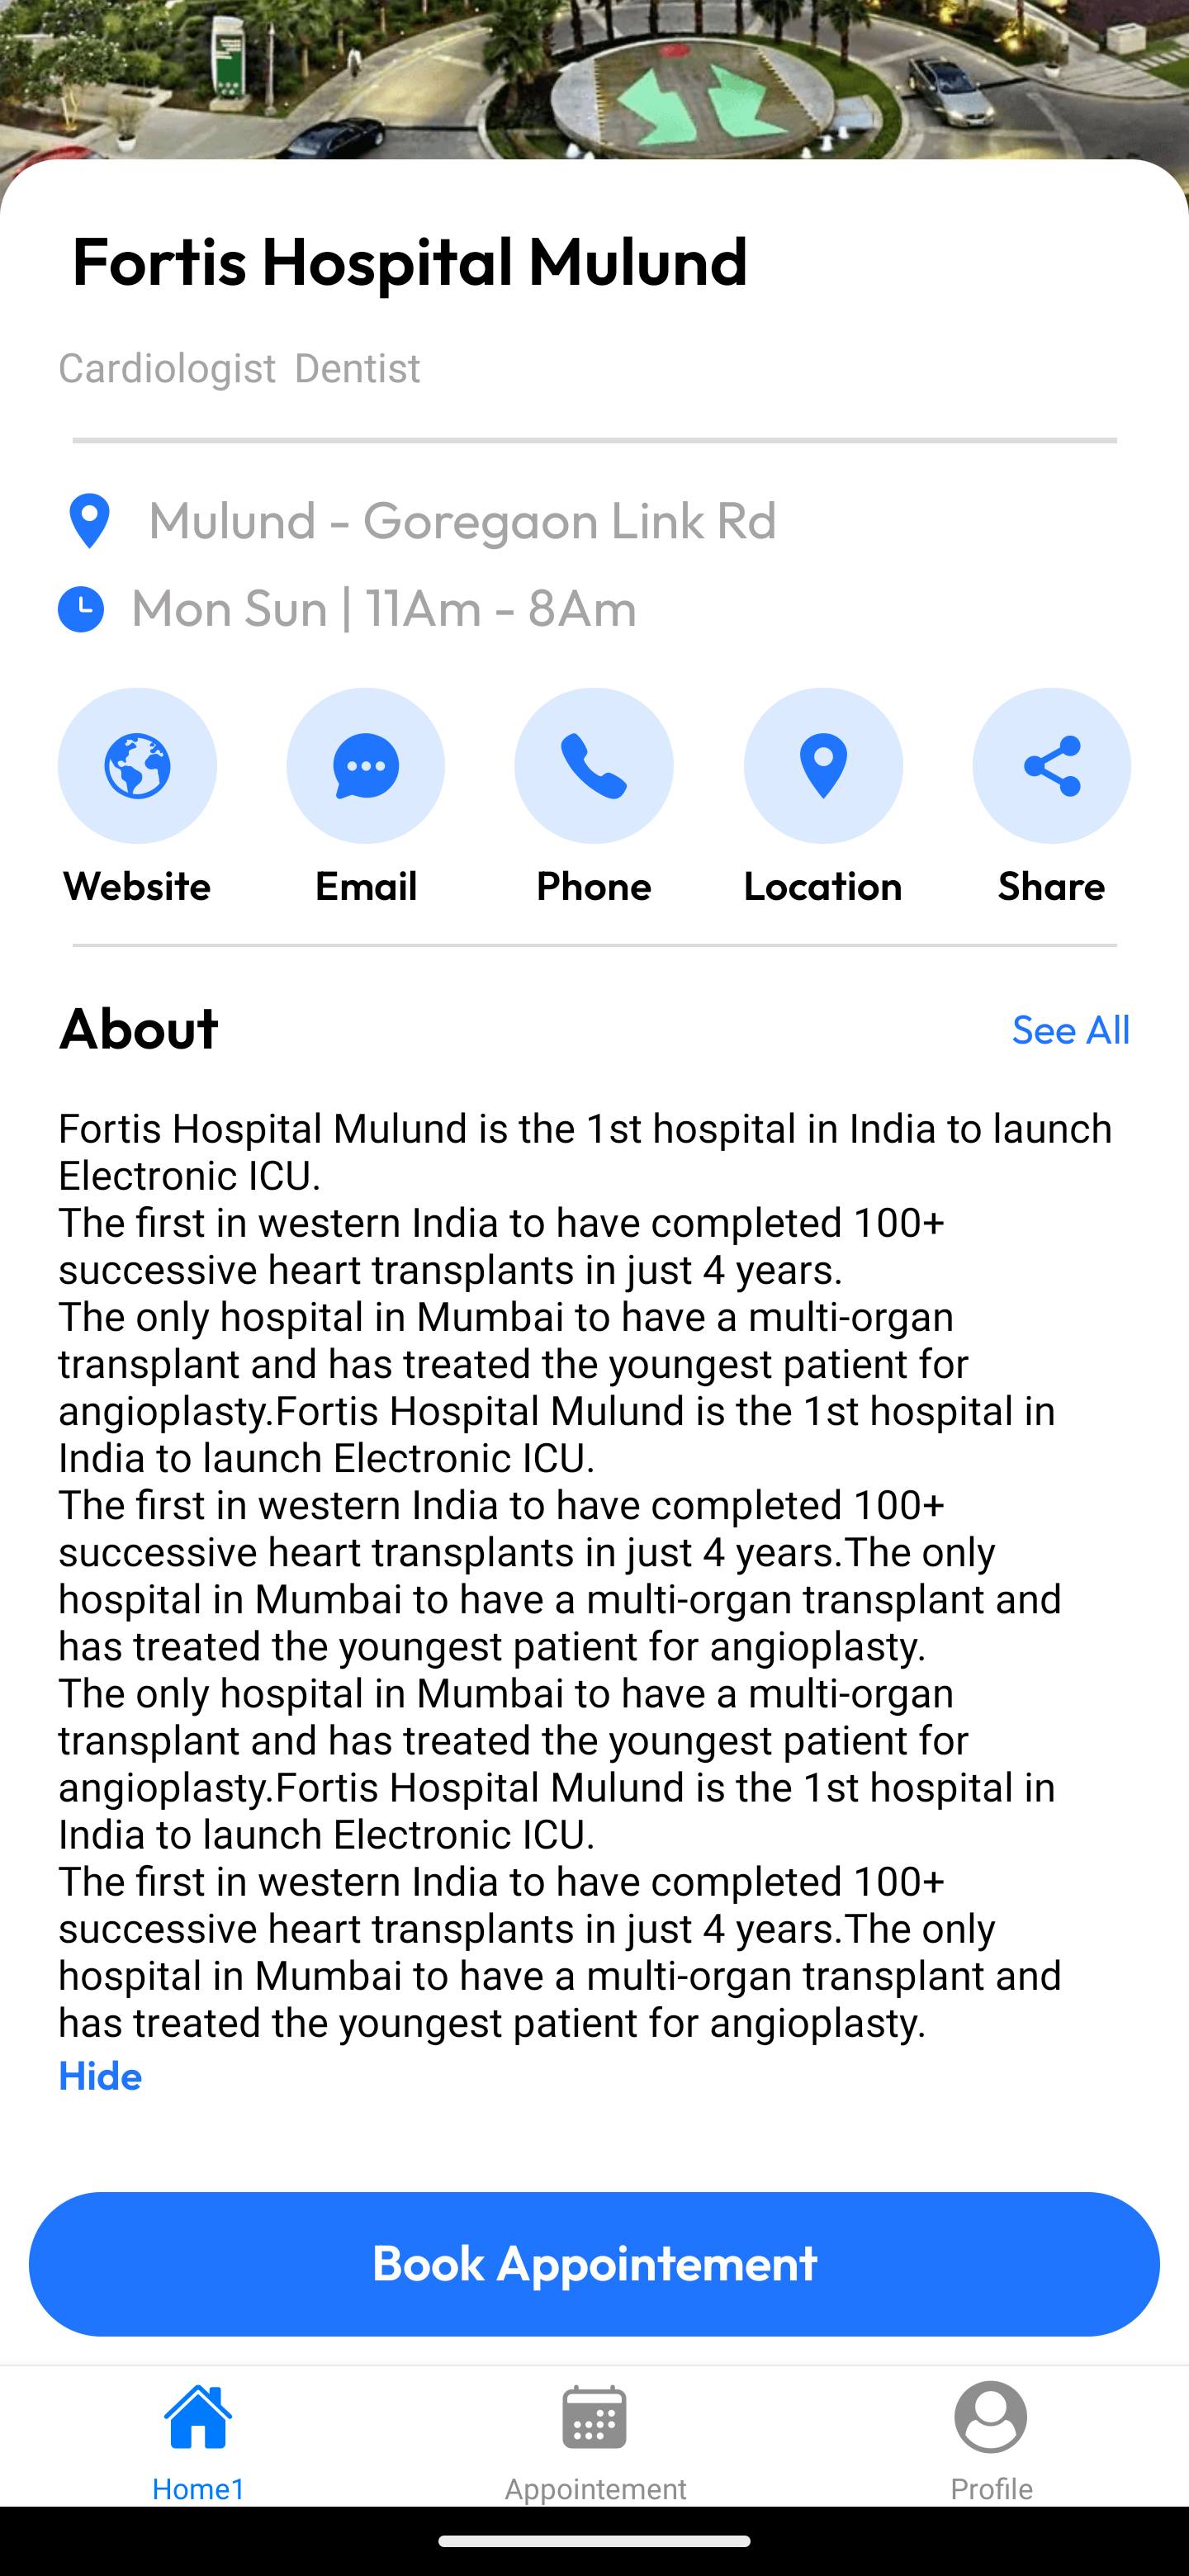 Fortis Hospital Mulund
Cardiologist Dentist
Mulund - Goregaon Link Rd
Mon Sun | 11Am - 8Am
Website Email Phone Location Share
About See All
Fortis Hospital Mulund is the 1st hospital in India to launch
Electronic ICU.
The first in western India to have completed 100+
successive heart transplants in just 4 years.
The only hospital in Mumbai to have a multi-organ
transplant and has treated the youngest patient for
angioplasty.Fortis Hospital Mulund is the 1st hospital in
India to launch Electronic ICU.
The first in western India to have completed 100+
successive heart transplants in just 4 years.The only
hospital in Mumbai to have a multi-organ transplant and
has treated the youngest patient for angioplasty.
The only hospital in Mumbai to have a multi-organ
transplant and has treated the youngest patient for
angioplasty.Fortis Hospital Mulund is the 1st hospital in
India to launch Electronic ICU.
The first in western India to have completed 100+
successive heart transplants in just 4 years.The only
hospital in Mumbai to have a multi-organ transplant and
has treated the youngest patient for angioplasty.
Hide
Book Appointement
Home1 Appointement Profile